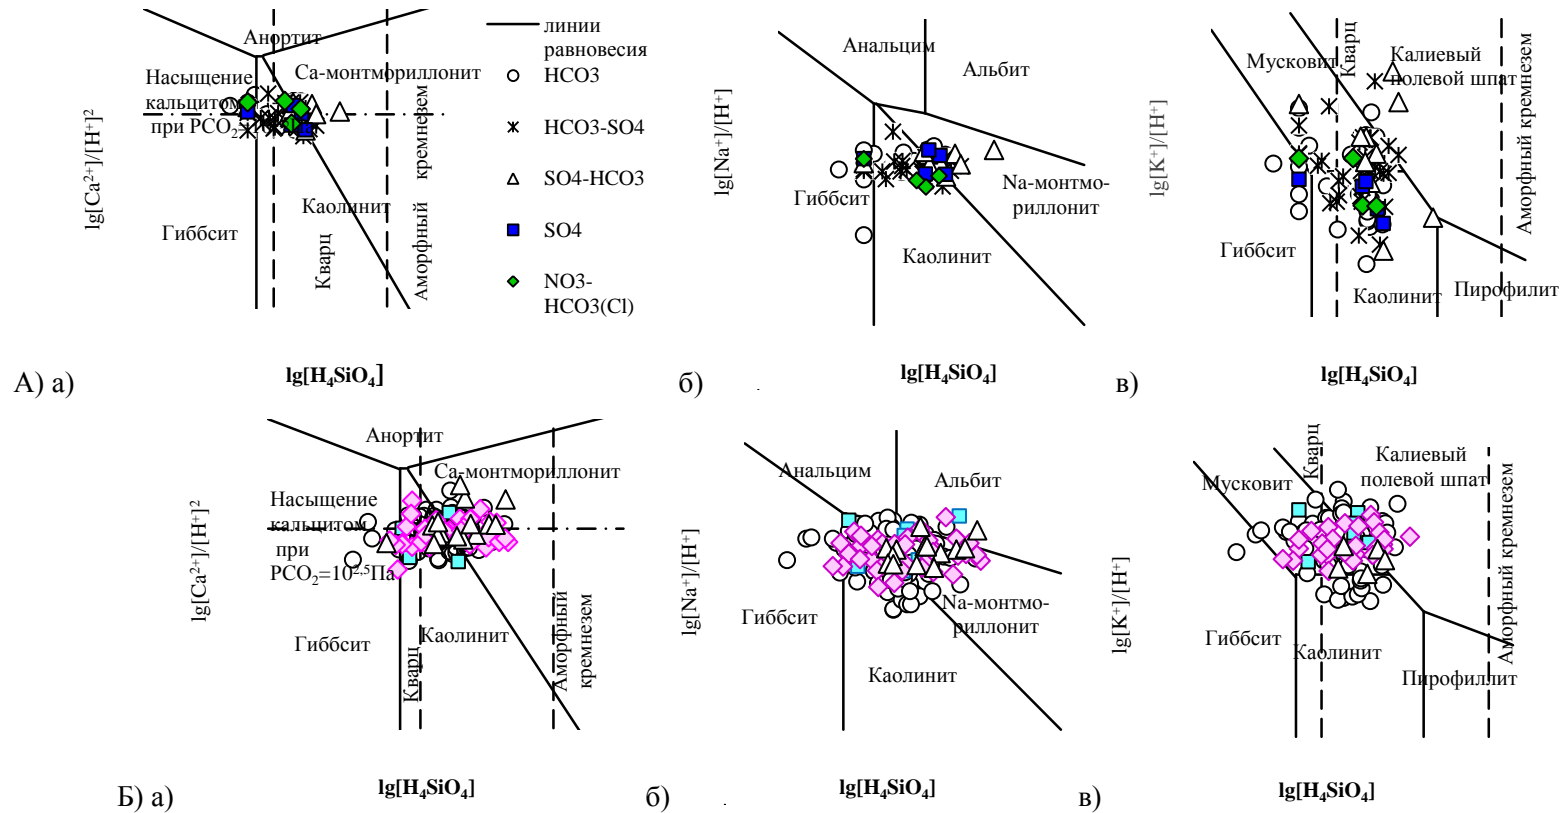 Анортит
Насыщение
кальцитом
при PCO₂=10
Ca-монтмориллонит
Гиббсит
Каолинит
Кварц
Аморфный
кремнезем
lg[Ca²⁺]/[H⁺]²
линии
равновесия
HCO3
HCO3-SO4
SO4-HCO3
SO4
NO3-
HCO3(Cl)
Анальцим
Альбит
Гиббсит
Na-монтмо-
риллонит
Каолинит
lg[Na⁺]/[H⁺]
Мусковит
Кварц
Калиевый
полевой шпат
Гиббсит
Каолинит
Пирофилит
Аморфный кремнезем
lg[K⁺]/[H⁺]
А) а)
lg[H₄SiO₄]
б)
lg[H₄SiO₄]
в)
lg[H₄SiO₄]
Анортит
Ca-монтмориллонит
Насыщение
кальцитом
при
PCO₂=10²,⁵Па
Гиббсит
Кварц
Каолинит
Аморфный
кремнезем
lg[Ca²⁺]/[H⁺]²
Анальцим
Альбит
Гиббсит
Na-монтмо-
риллонит
Каолинит
lg[Na⁺]/[H⁺]
Мусковит
Кварц
Калиевый
полевой шпат
Гиббсит
Каолинит
Пирофиллит
Аморфный кремнезем
lg[K⁺]/[H⁺]
Б) а)
lg[H₄SiO₄]
б)
lg[H₄SiO₄]
в)
lg[H₄SiO₄]